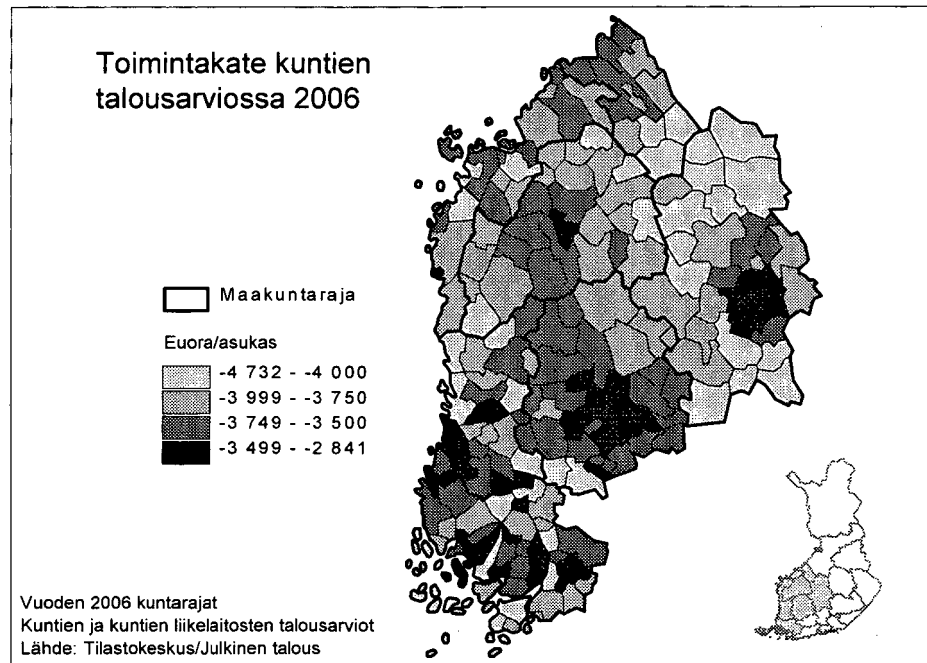 Toimintakate kuntien
talousarviossa 2006
Maakuntaraja
Euora/asukas
-4 732 - -4 000
-3 999 - -3 750
-3 749 - -3 500
-3 499 - -2 841
Vuoden 2006 kuntarajat
Kuntien ja kuntien liikelaitosten talousarviot
Lähde: Tilastokeskus/Julkinen talous